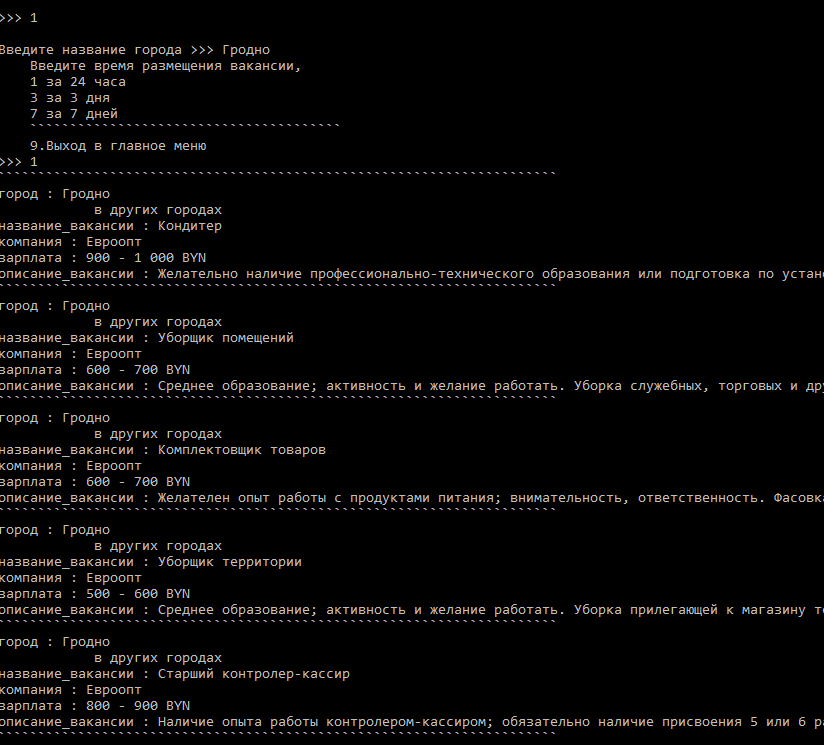 >>> 1
Введите название города >>> Гродно
Введите время размещения вакансии,
1 за 24 часа
3 за 3 дня
7 за 7 дней
```````````````````````````````````````
9.Выход в главное меню
>>> 1
``````````````````````````````````````````````````````````````````````
город : Гродно
в других городах
название_вакансии : Кондитер
компания : Евроопт
зарплата : 900 - 1 000 BYN
описание_вакансии : Желательно наличие профессионально-технического образования или подготовка по устан
``````````````````````````````````````````````````````````````````````
город : Гродно
в других городах
название_вакансии : Уборщик помещений
компания : Евроопт
зарплата : 600 - 700 BYN
описание_вакансии : Среднее образование; активность и желание работать. Уборка служебных, торговых и дру
``````````````````````````````````````````````````````````````````````
город : Гродно
в других городах
название_вакансии : Комплектовщик товаров
компания : Евроопт
зарплата : 600 - 700 BYN
описание_вакансии : Желателен опыт работы с продуктами питания; внимательность, ответственность. Фасовка
``````````````````````````````````````````````````````````````````````
город : Гродно
в других городах
название_вакансии : Уборщик территории
компания : Евроопт
зарплата : 500 - 600 BYN
описание_вакансии : Среднее образование; активность и желание работать. Уборка прилегающей к магазину те
``````````````````````````````````````````````````````````````````````
город : Гродно
в других городах
название_вакансии : Старший контролер-кассир
компания : Евроопт
зарплата : 800 - 900 BYN
описание_вакансии : Наличие опыта работы контролером-кассиром; обязательно наличие присвоения 5 или 6 ра
``````````````````````````````````````````````````````````````````````